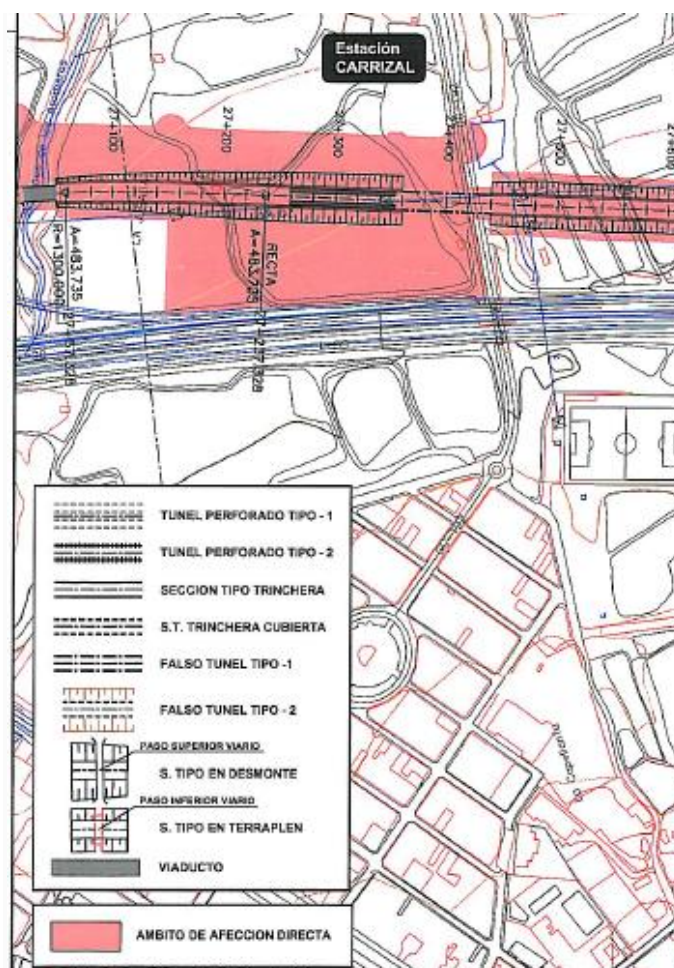 Estación
CARRIZAL
27+100
27+200
27+300
27+400
27+500
27+600
RECTA
A=483.735
R=1300.000
TUNEL PERFORADO TIPO - 1
TUNEL PERFORADO TIPO - 2
SECCION TIPO TRINCHERA
S.T. TRINCHERA CUBIERTA
FALSO TUNEL TIPO -1
FALSO TUNEL TIPO - 2
PASO SUPERIOR VIARIO
S. TIPO EN DESMONTE
PASO INFERIOR VIARIO
S. TIPO EN TERRAPLEN
VIADUCTO
AMBITO DE AFECCION DIRECTA